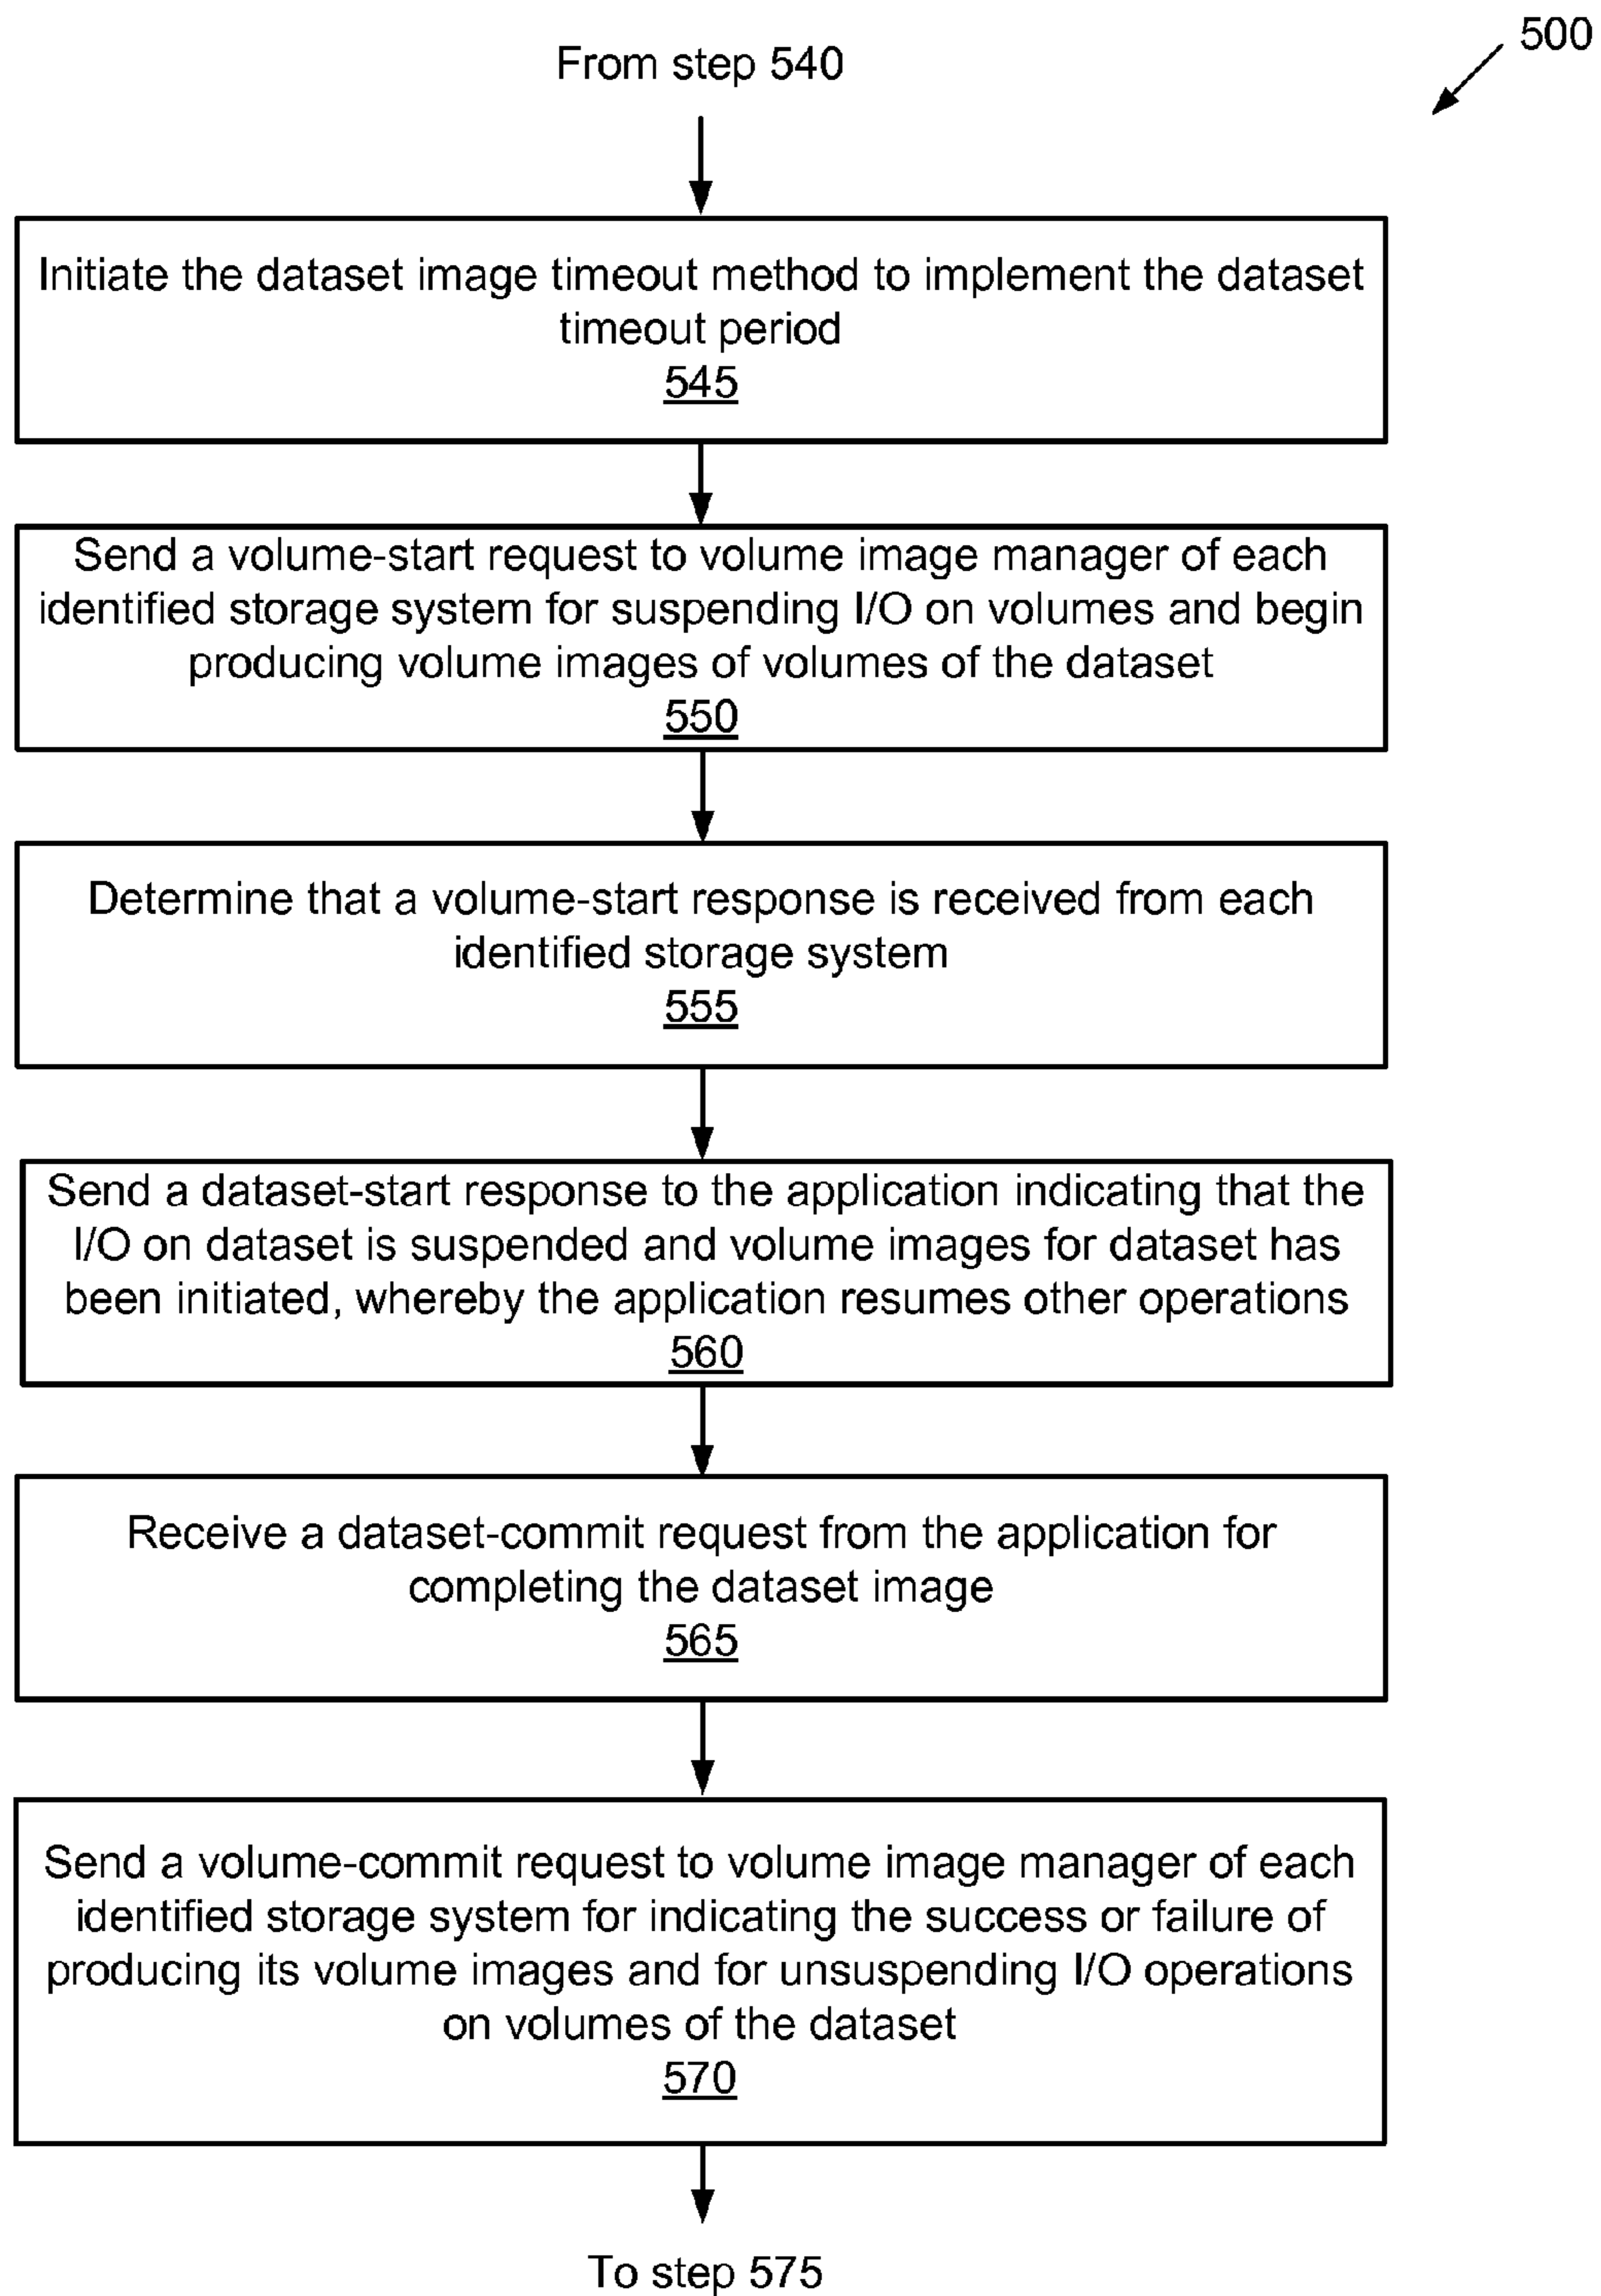 500
From step 540
Initiate the dataset image timeout method to implement the dataset
timeout period
545
Send a volume-start request to volume image manager of each
identified storage system for suspending I/O on volumes and begin
producing volume images of volumes of the dataset
550
Determine that a volume-start response is received from each
identified storage system
555
Send a dataset-start response to the application indicating that the
I/O on dataset is suspended and volume images for dataset has
been initiated, whereby the application resumes other operations
560
Receive a dataset-commit request from the application for
completing the dataset image
565
Send a volume-commit request to volume image manager of each
identified storage system for indicating the success or failure of
producing its volume images and for unsuspending I/O operations
on volumes of the dataset
570
To step 575